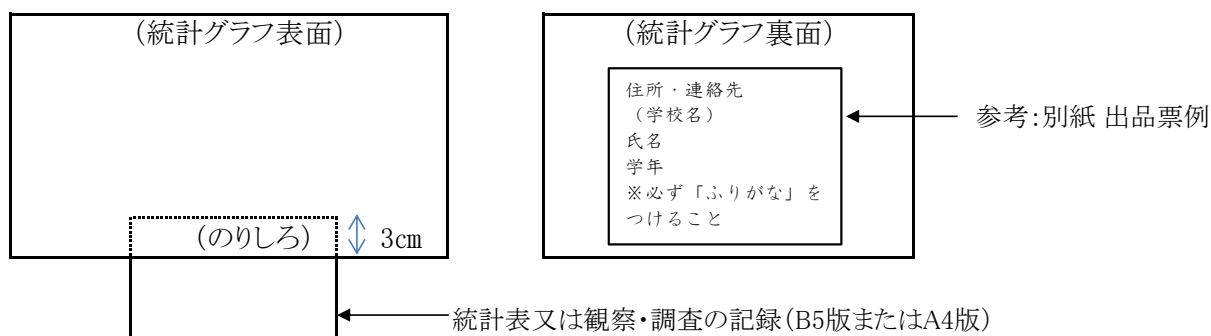 (統計グラフ表面)
(のりしろ)
3cm
(統計グラフ裏面)
住所・連絡先
(学校名)
氏名
学年
※必ず「ふりがな」を
つけること
参考:別紙 出品票例
統計表又は観察・調査の記録(B5版またはA4版)